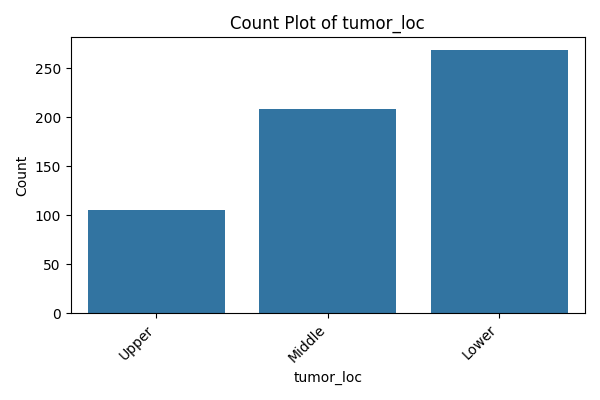 Count Plot of tumor_loc
250
200
150
100
50
0
Count
Upper
Middle
Lower
tumor_loc